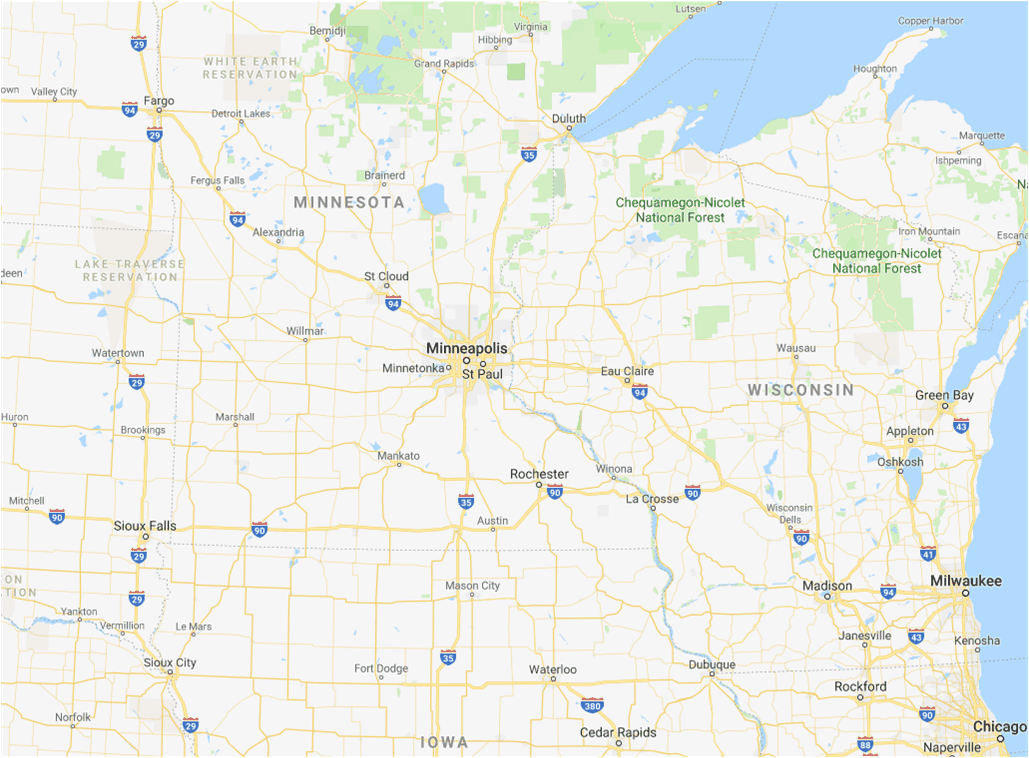 Lutsen
Copper Harbor
Virginia
Bemidji
Hibbing
29
Grand Rapids
WHITE EARTH
RESERVATION
Houghton
own
Valley City
Fargo
94
Detroit Lakes
Duluth
29
Marquette
35
Ishpeming
Brainerd
Fergus Falls
Na
MINNESOTA
Chequamegon-Nicolet
National Forest
94
Alexandria
Iron Mountain
Escana
Chequamegon-Nicolet
National Forest
LAKE TRAVERSE
RESERVATION
deen
St Cloud
94
Willmar
Minneapolis
Wausau
Watertown
Minnetonka
St Paul
Eau Claire
29
94
WISCONSIN
Green Bay
Huron
Marshall
43
Brookings
Appleton
Mankato
Oshkosh
Rochester
Winona
90
90
Mitchell
La Crosse
35
Wisconsin
Dells
90
Sioux Falls
90
Austin
90
29
41
Mason City
Madison
Milwaukee
ON
TION
29
94
Yankton
Vermillion
Le Mars
Janesville
43
Kenosha
35
Sioux City
Fort Dodge
Waterloo
Dubuque
Rockford
380
Norfolk
29
90
Cedar Rapids
Chicago
IOWA
88
Naperville